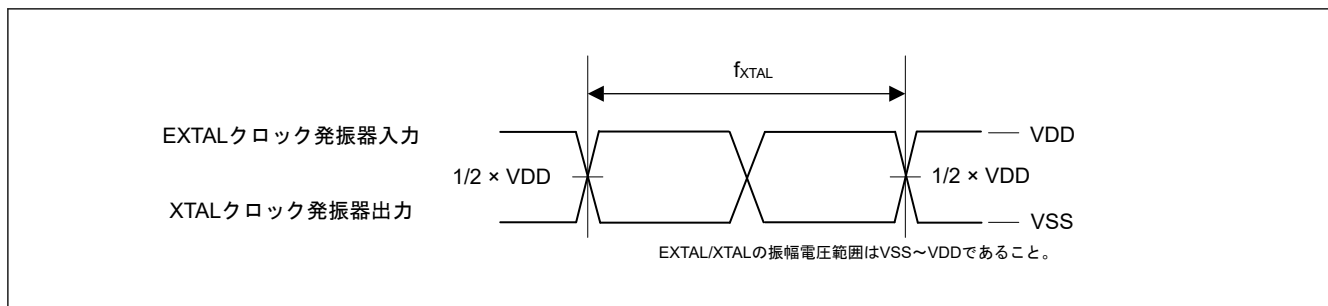 fXTAL
EXTALクロック発振器入力
VDD
1/2 × VDD
1/2 × VDD
XTALクロック発振器出力
VSS
EXTAL/XTALの振幅電圧範囲はVSS～VDDであること。